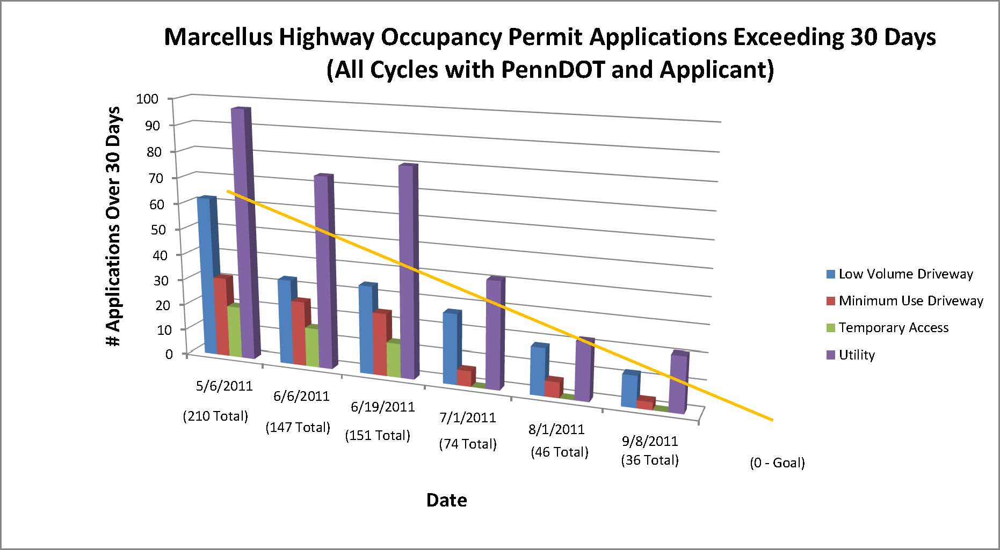 Marcellus Highway Occupancy Permit Applications Exceeding 30 Days
(All Cycles with PennDOT and Applicant)
# Applications Over 30 Days
100
90
80
70
60
50
40
30
20
10
0
5/6/2011
(210 Total)
6/6/2011
(147 Total)
6/19/2011
(151 Total)
7/1/2011
(74 Total)
8/1/2011
(46 Total)
9/8/2011
(36 Total)
(0 - Goal)
Date
Low Volume Driveway
Minimum Use Driveway
Temporary Access
Utility